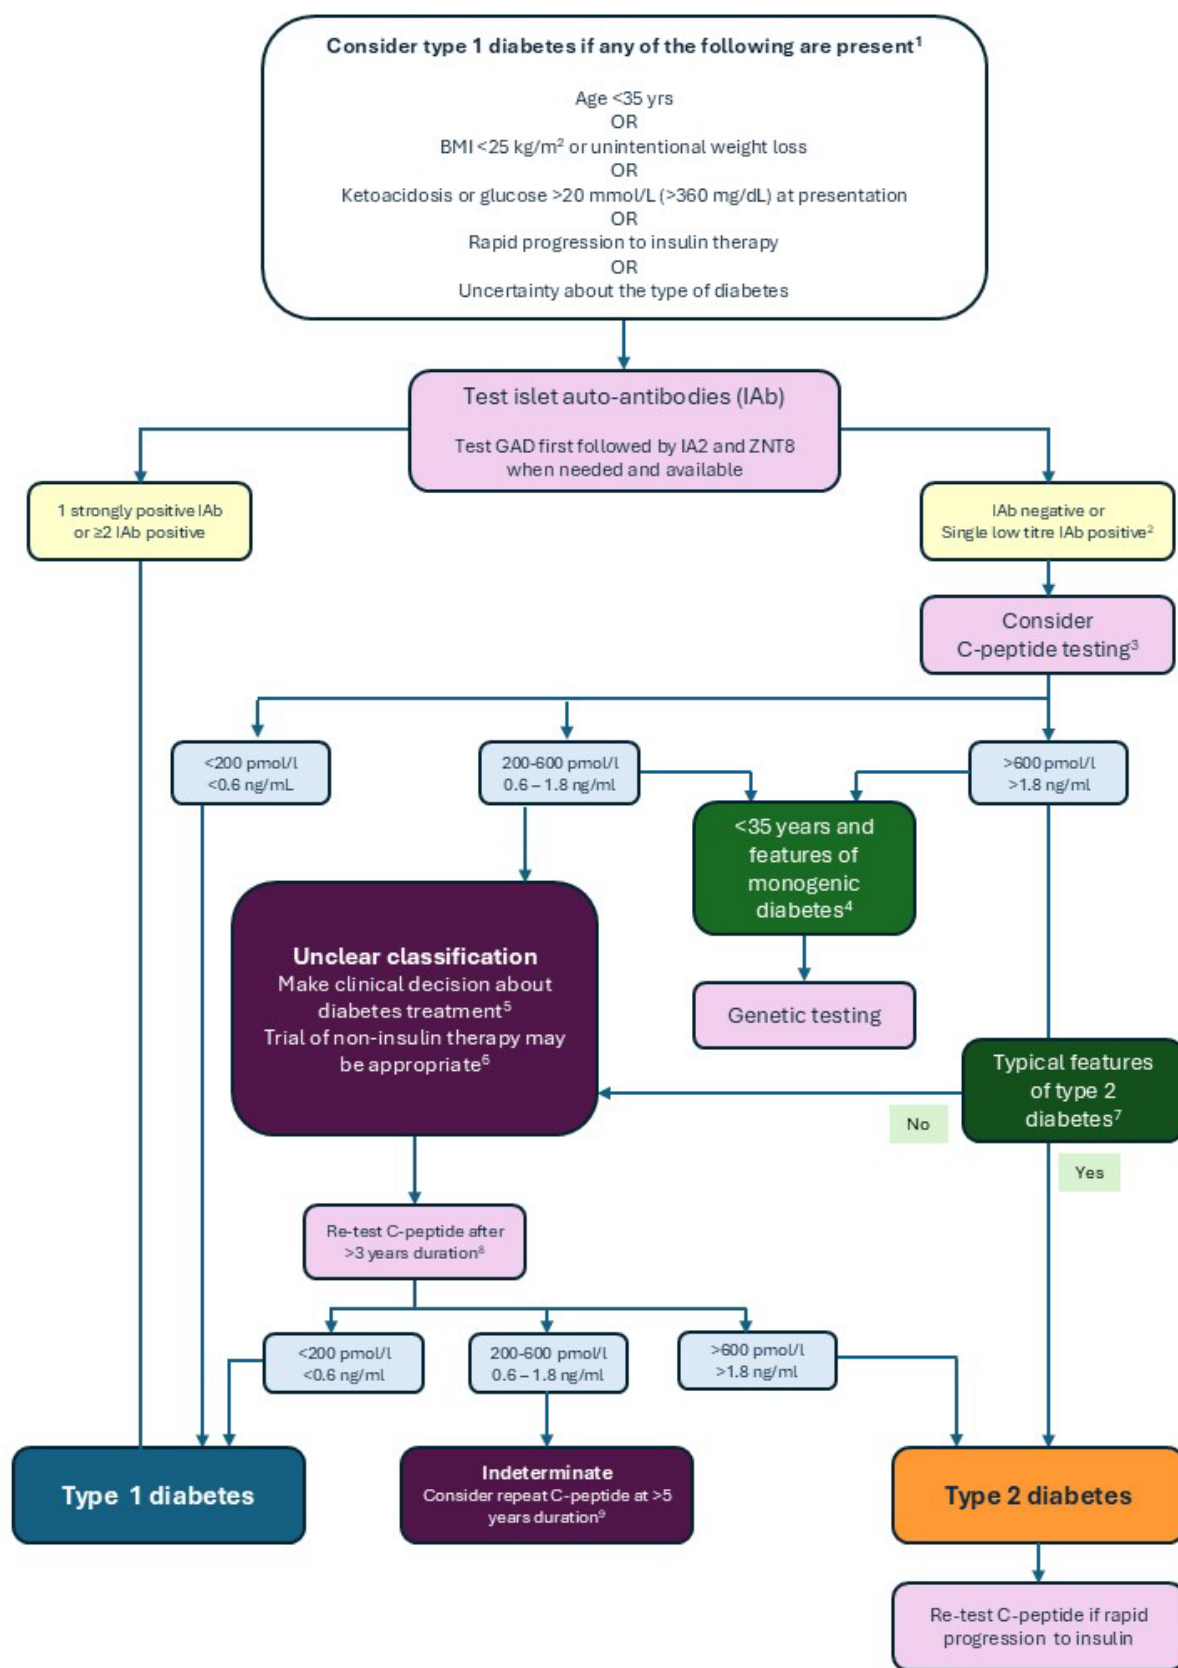 Consider type 1 diabetes if any of the following are present¹
Age <35 yrs
OR
BMI <25 kg/m² or unintentional weight loss
OR
Ketoacidosis or glucose >20 mmol/L (>360 mg/dL) at presentation
OR
Rapid progression to insulin therapy
OR
Uncertainty about the type of diabetes
Test islet auto-antibodies (IAb)
Test GAD first followed by IA2 and ZNT8
when needed and available
1 strongly positive IAb
or ≥2 IAb positive
IAb negative or
Single low titre IAb positive²
Consider
C-peptide testing³
<200 pmol/l
<0.6 ng/mL
200-600 pmol/l
0.6 – 1.8 ng/ml
>600 pmol/l
>1.8 ng/ml
<35 years and
features of
monogenic
diabetes⁴
Unclear classification
Make clinical decision about
diabetes treatment⁵
Trial of non-insulin therapy may
be appropriate⁶
Genetic testing
Typical features
of type 2
diabetes⁷
No
Yes
Re-test C-peptide after
>3 years duration⁸
<200 pmol/l
<0.6 ng/ml
200-600 pmol/l
0.6 – 1.8 ng/ml
>600 pmol/l
>1.8 ng/ml
Type 1 diabetes
Indeterminate
Consider repeat C-peptide at >5
years duration⁹
Type 2 diabetes
Re-test C-peptide if rapid
progression to insulin